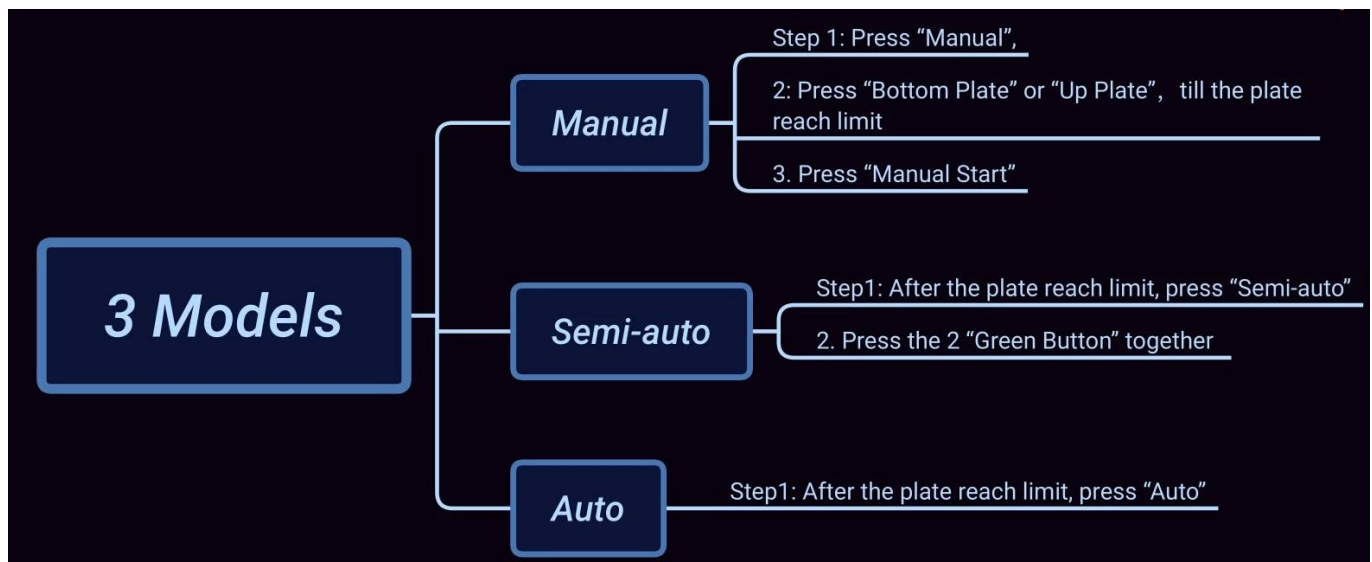 3 Models
Manual
Step 1: Press “Manual”,
2: Press “Bottom Plate” or “Up Plate”, till the plate
reach limit
3. Press “Manual Start”
Semi-auto
Step1: After the plate reach limit, press “Semi-auto”
2. Press the 2 “Green Button” together
Auto
Step1: After the plate reach limit, press “Auto”